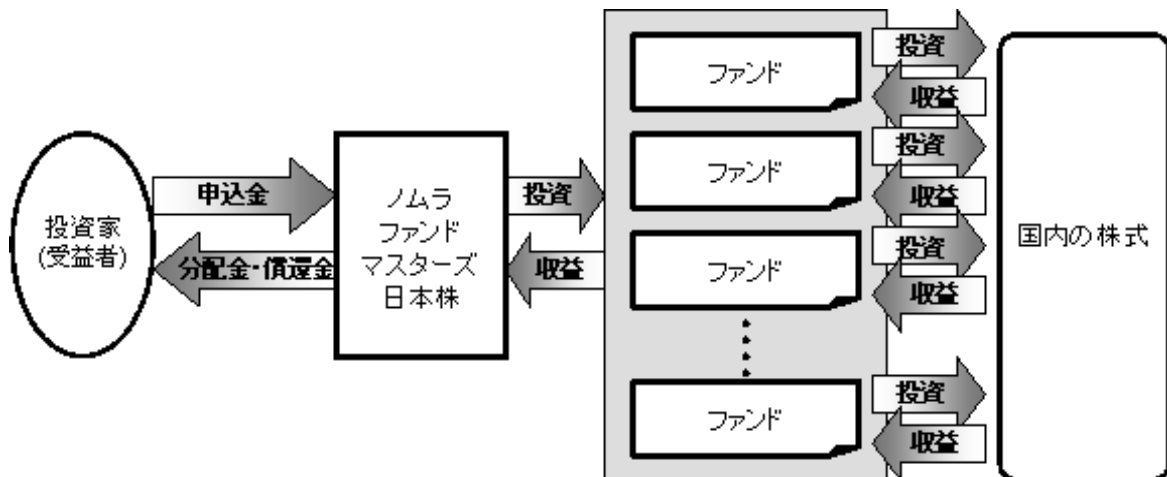 投資家
(受益者)
申込金
分配金・償還金
ノムラ
ファンド
マスターズ
日本株
投資
収益
ファンド
投資
収益
ファンド
投資
収益
ファンド
投資
収益
ファンド
投資
収益
国内の株式